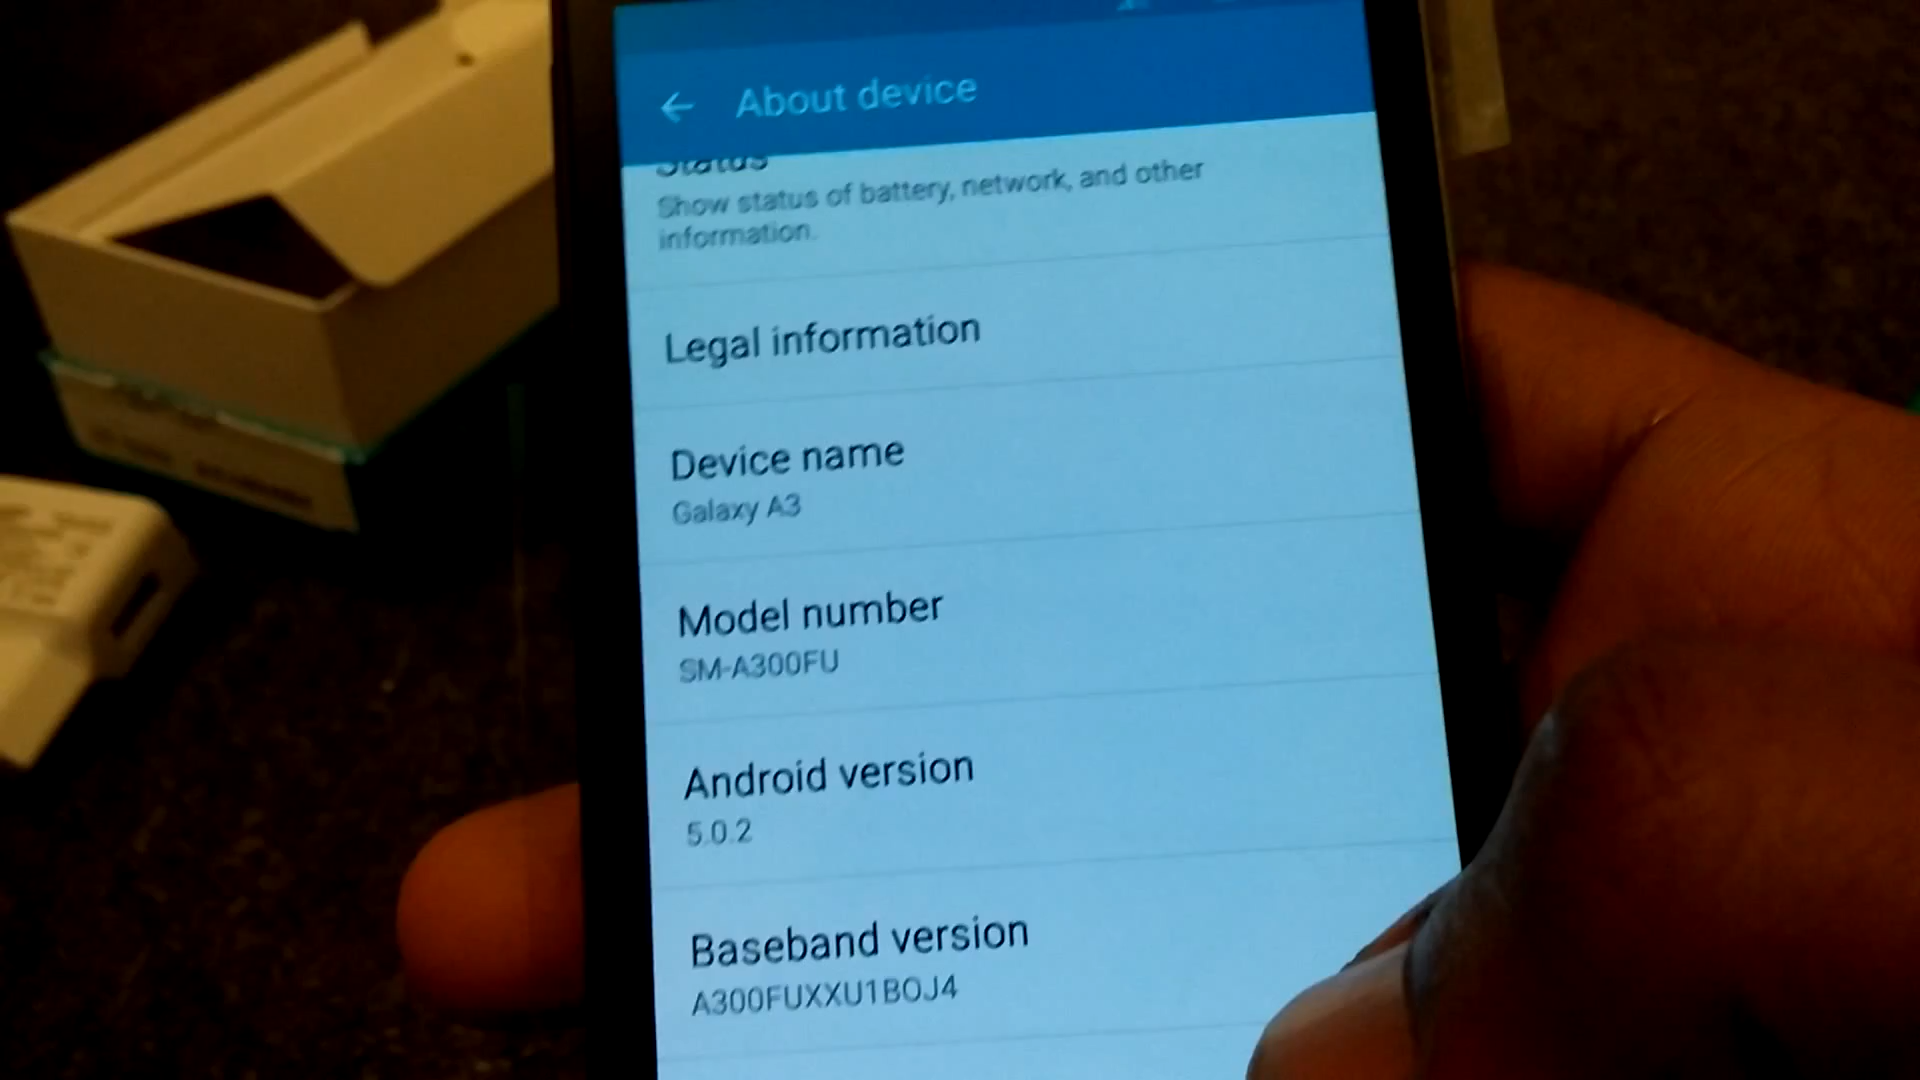 About device
Status
Show status of battery, network, and other
information.
Legal information
Device name
Galaxy A3
Model number
SM-A300FU
Android version
5.0.2
Baseband version
A300FUXXU1BOJ4